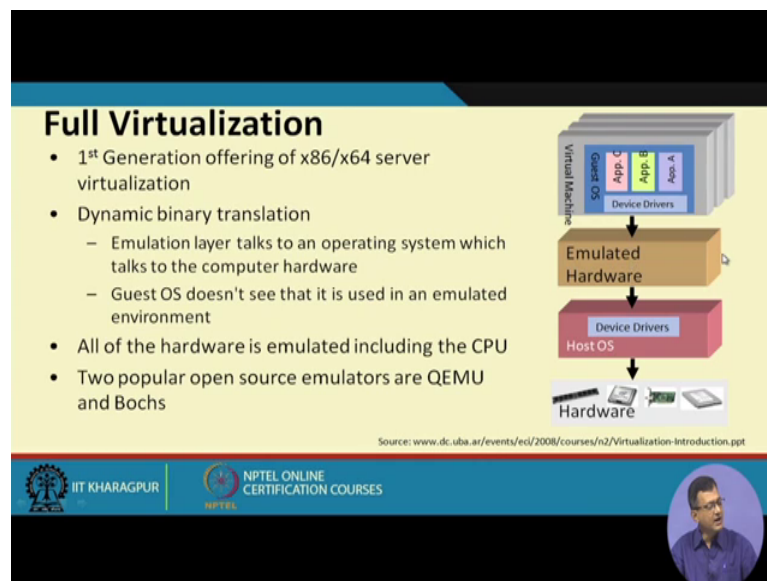 Full Virtualization
• 1st Generation offering of x86/x64 server
virtualization
• Dynamic binary translation
– Emulation layer talks to an operating system which
talks to the computer hardware
– Guest OS doesn't see that it is used in an emulated
environment
• All of the hardware is emulated including the CPU
• Two popular open source emulators are QEMU
and Bochs
Virtual Machine
Guest OS
App. C
App. B
App. A
Device Drivers
Emulated
Hardware
Device Drivers
Host OS
Hardware
Source: www.dc.uba.ar/events/eci/2008/courses/n2/Virtualization-Introduction.ppt
IIT KHARAGPUR
NPTEL ONLINE
CERTIFICATION COURSES
NPTEL